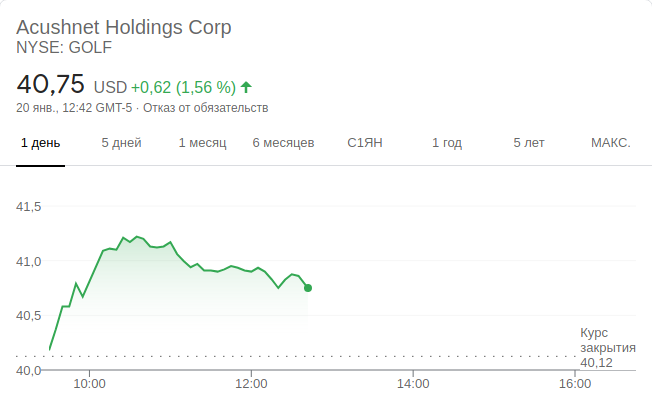 Acushnet Holdings Corp
NYSE: GOLF
40,75 USD +0,62 (1,56 %)
20 янв., 12:42 GMT-5 · Отказ от обязательств
1 день 5 дней 1 месяц 6 месяцев С1ЯН 1 год 5 лет МАКС.
41,5
41,0
40,5
40,0
Курс
закрытия
40,12
10:00 12:00 14:00 16:00